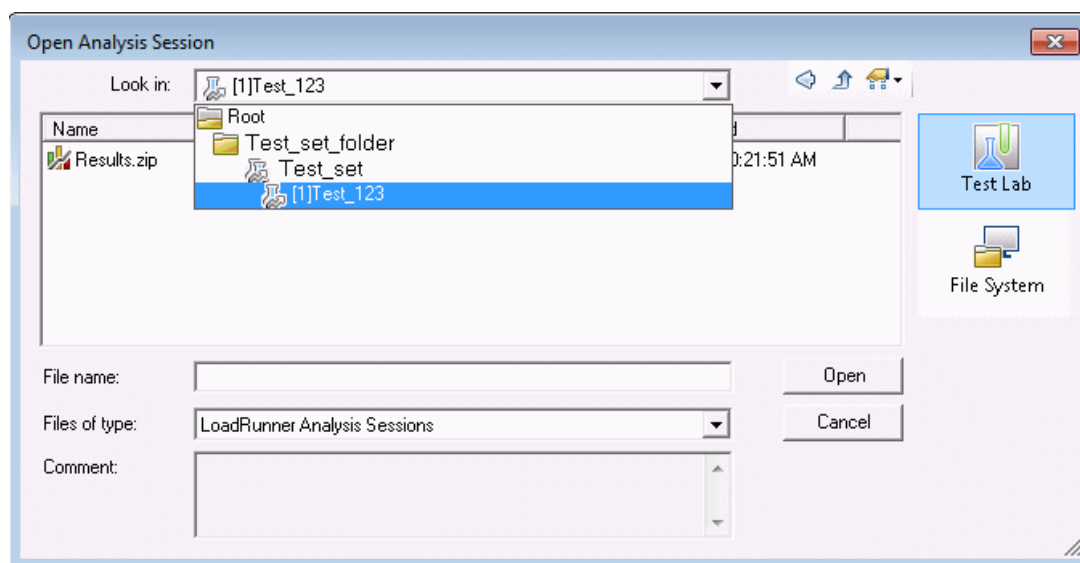 Open Analysis Session
Look in: [1]Test_123
Root
Name
Test_set_folder
Results.zip 0:21:51 AM
Test_set
[1]Test_123
Test Lab
File System
File name: Open
Files of type: LoadRunner Analysis Sessions Cancel
Comment: